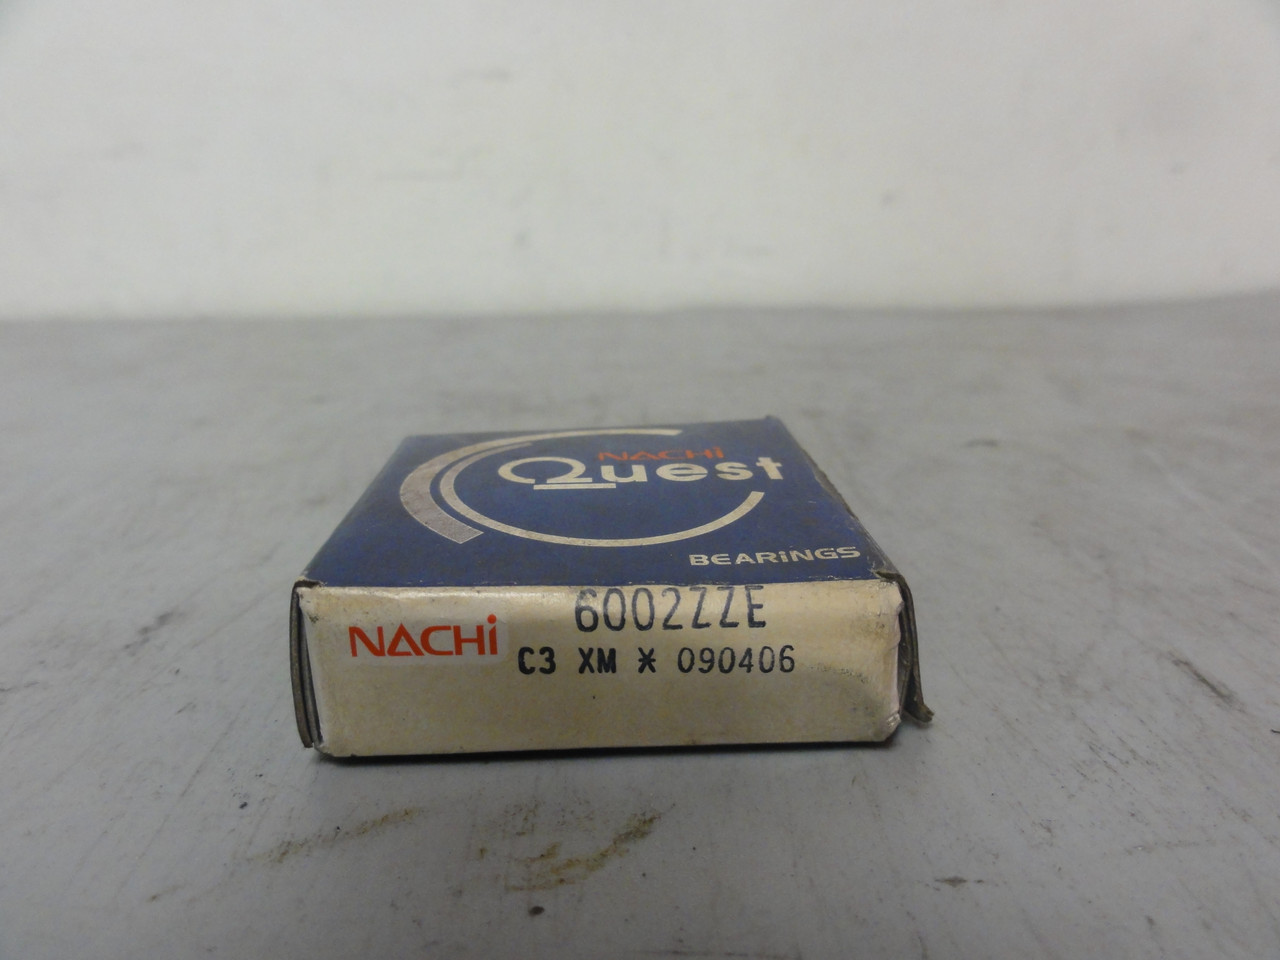 NACHi
Quest
BEARiNGS
NACHi
6002ZZE
C3 XM * 090406